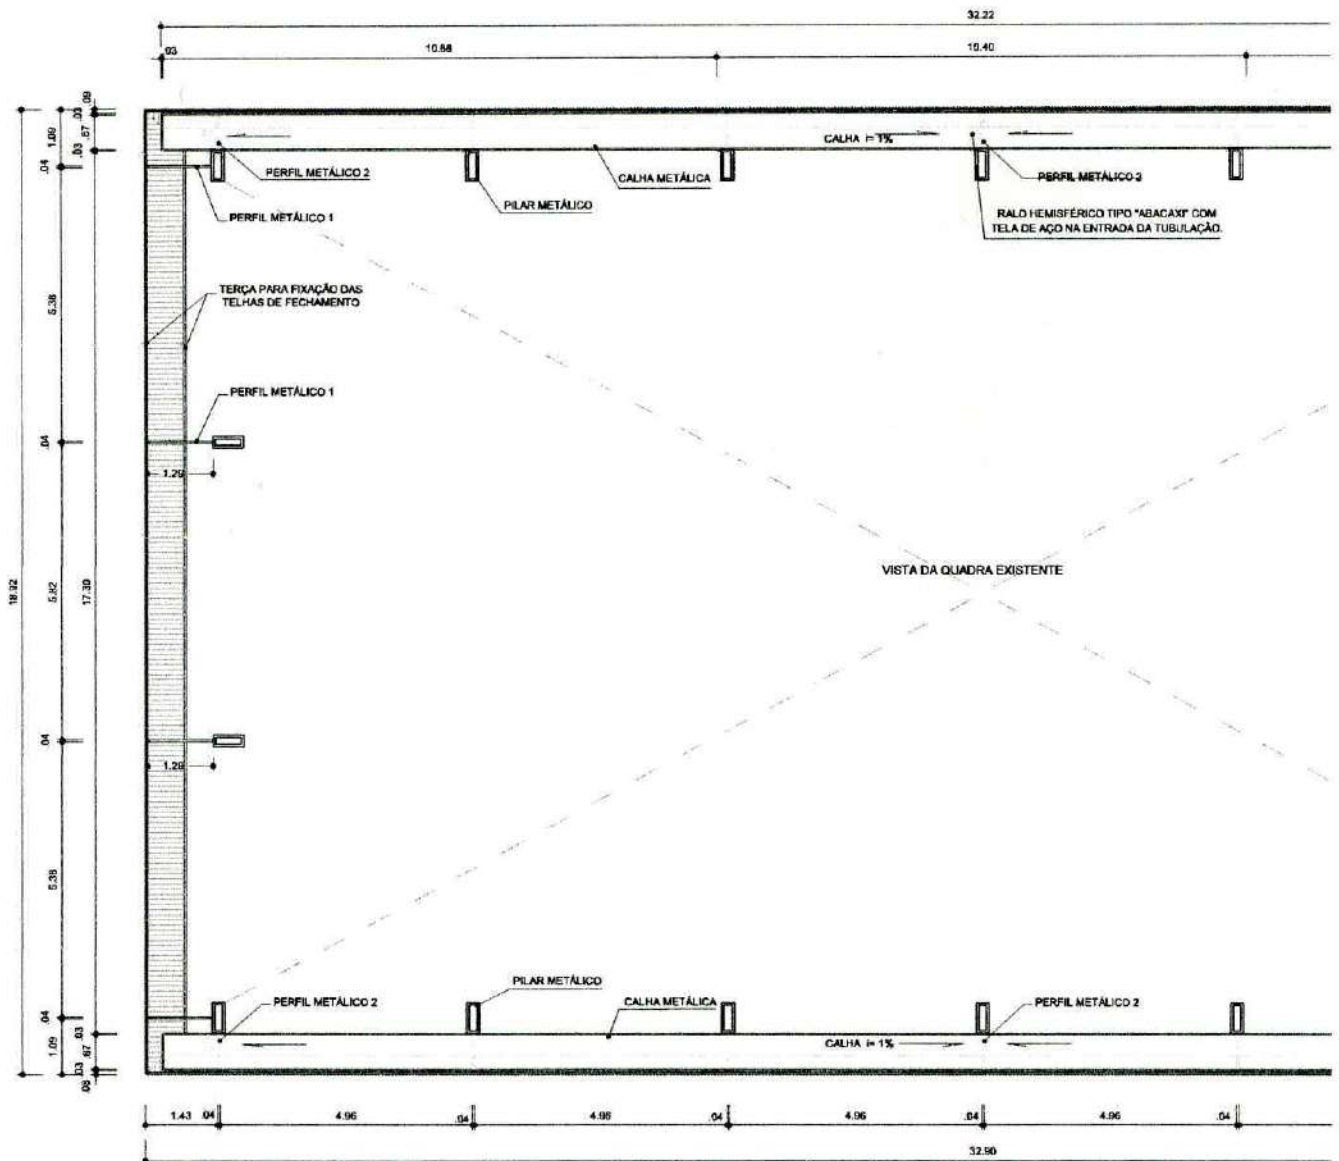 32.22
.03
10.88
10.40
.09
.03
.67
.03
1.09
.04
CALHA i= 1%
PERFIL METÁLICO 2
CALHA METÁLICA
PERFIL METÁLICO 2
PILAR METÁLICO
PERFIL METÁLICO 1
RALO HEMISFÉRICO TIPO "ABACAXI" COM
TELA DE AÇO NA ENTRADA DA TUBULAÇÃO.
TERÇA PARA FIXAÇÃO DAS
TELHAS DE FECHAMENTO
5.38
PERFIL METÁLICO 1
.04
1.29
VISTA DA QUADRA EXISTENTE
18.92
5.82
17.30
.04
1.29
5.38
PILAR METÁLICO
PERFIL METÁLICO 2
CALHA METÁLICA
PERFIL METÁLICO 2
.04
.03
1.09
.67
CALHA i= 1%
.03
.08
1.43
.04
4.96
.04
4.96
.04
4.96
.04
4.96
.04
32.90